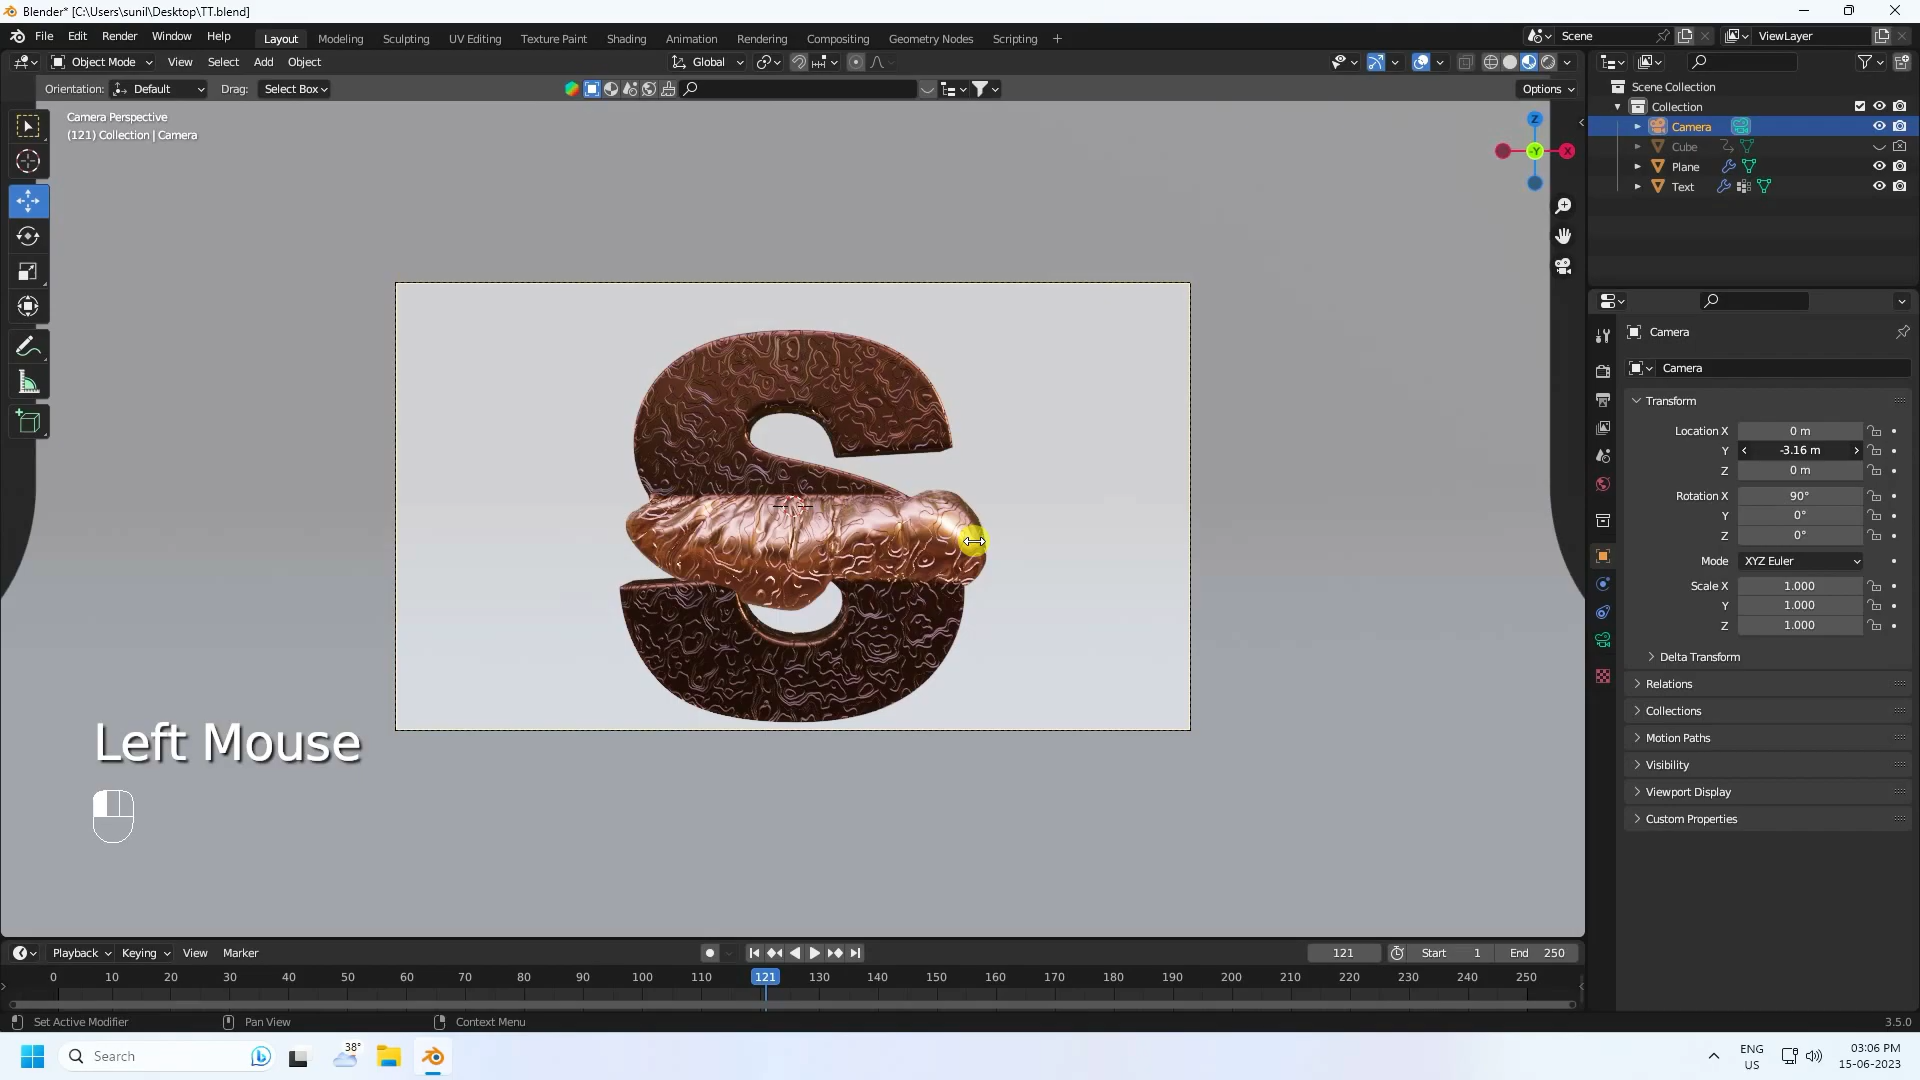 Blender* [C:\Users\sunil\Desktop\TT.blend]
File Edit Render Window Help
Layout Modeling Sculpting UV Editing Texture Paint Shading Animation Rendering Compositing Geometry Nodes Scripting +
Scene
ViewLayer
Object Mode View Select Add Object
Global
Orientation: Default Drag: Select Box
Options
Camera Perspective
(121) Collection | Camera
Z
X
-Y
Scene Collection
Collection
Camera
Cube
Plane
Text
Camera
Camera
Transform
Location X 0 m
Y -3.16 m
Z 0 m
Rotation X 90°
Y 0°
Z 0°
Mode XYZ Euler
Scale X 1.000
Y 1.000
Z 1.000
Delta Transform
Relations
Collections
Motion Paths
Visibility
Viewport Display
Custom Properties
S
Left Mouse
Playback Keying View Marker
121 Start 1 End 250
0 10 20 30 40 50 60 70 80 90 100 110 121 130 140 150 160 170 180 190 200 210 220 230 240 250
Set Active Modifier Pan View Context Menu
3.5.0
Search
38°
ENG
US
03:06 PM
15-06-2023